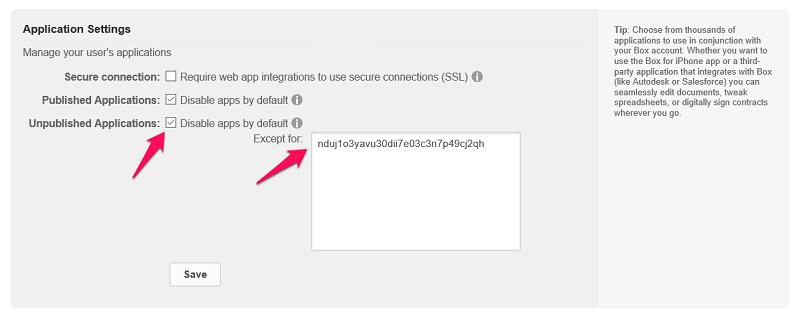 Application Settings
Manage your user's applications
Secure connection: Require web app integrations to use secure connections (SSL)
Published Applications: Disable apps by default
Unpublished Applications: Disable apps by default
Except for:
nduj1o3yavu30dii7e03c3n7p49cj2qh
Save
Tip: Choose from thousands of
applications to use in conjunction with
your Box account. Whether you want to
use the Box for iPhone app or a third-
party application that integrates with Box
(like Autodesk or Salesforce) you can
seamlessly edit documents, tweak
spreadsheets, or digitally sign contracts
wherever you go.